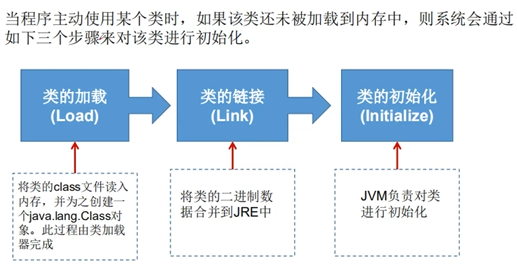 当程序主动使用某个类时，如果该类还未被加载到内存中，则系统会通过
如下三个步骤来对该类进行初始化。
类的加载
(Load)
类的链接
(Link)
类的初始化
(Initialize)
将类的class文件读入
内存，并为之创建一
个java.lang.Class对
象。此过程由类加载
器完成
将类的二进制数
据合并到JRE中
JVM负责对类
进行初始化